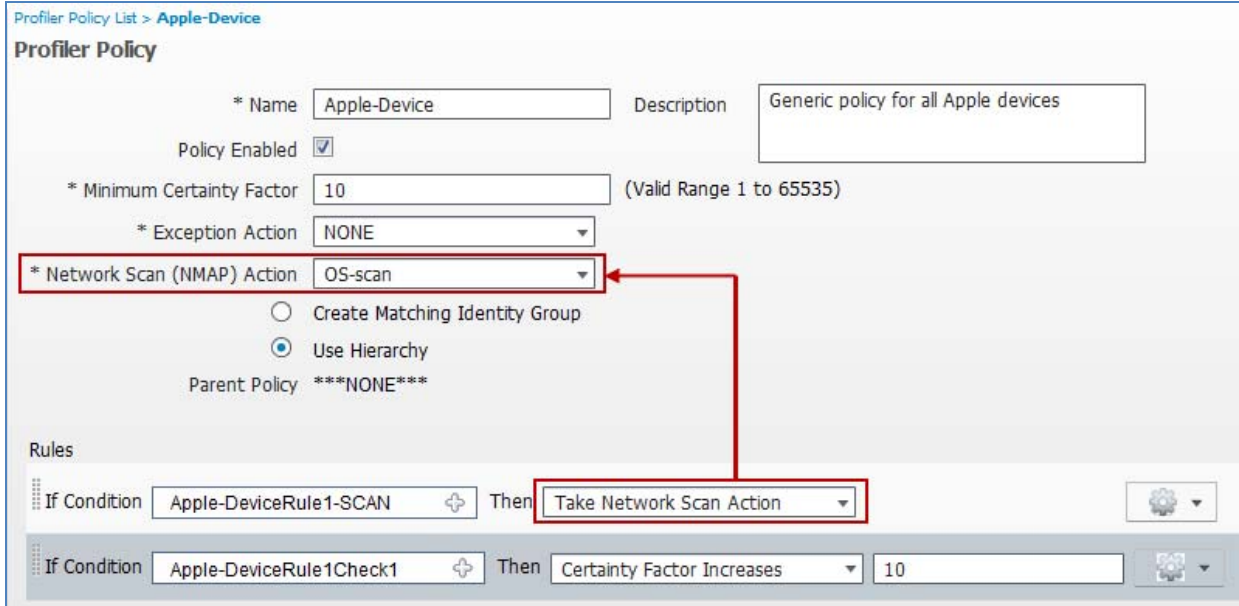 Profiler Policy List > Apple-Device
Profiler Policy
* Name Apple-Device Description Generic policy for all Apple devices
Policy Enabled
* Minimum Certainty Factor 10 (Valid Range 1 to 65535)
* Exception Action NONE
* Network Scan (NMAP) Action OS-scan
Create Matching Identity Group
Use Hierarchy
Parent Policy ***NONE***
Rules
If Condition Apple-DeviceRule1-SCAN Then Take Network Scan Action
If Condition Apple-DeviceRule1Check1 Then Certainty Factor Increases 10